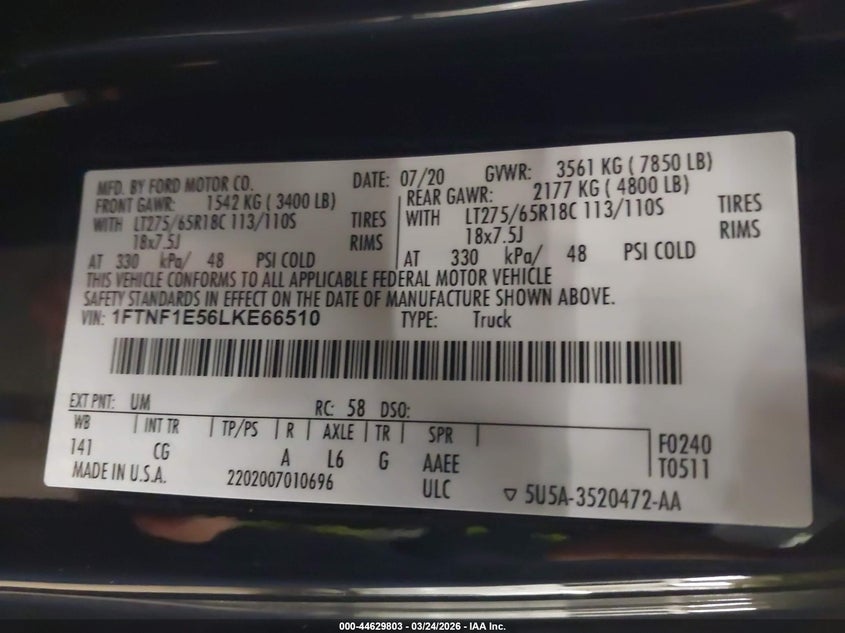 MFD. BY FORD MOTOR CO. DATE: 07/20 GVWR: 3561 KG ( 7850 LB)
FRONT GAWR: 1542 KG ( 3400 LB) REAR GAWR: 2177 KG ( 4800 LB)
WITH LT275/65R18C 113/110S TIRES WITH LT275/65R18C 113/110S TIRES
18x7.5J RIMS 18x7.5J RIMS
AT 330 kPa/ 48 PSI COLD AT 330 kPa/ 48 PSI COLD
THIS VEHICLE CONFORMS TO ALL APPLICABLE FEDERAL MOTOR VEHICLE
SAFETY STANDARDS IN EFFECT ON THE DATE OF MANUFACTURE SHOWN ABOVE.
VIN: 1FTNF1E56LKE66510 TYPE: Truck
EXT PNT: UM RC: 58 DSO:
WB INT TR TP/PS R AXLE TR SPR F0240
141 CG A L6 G AAEE T0511
MADE IN U.S.A. 2202007010696 ULC 5U5A-3520472-AA
000-44629803 - 03/24/2026 - IAA Inc.